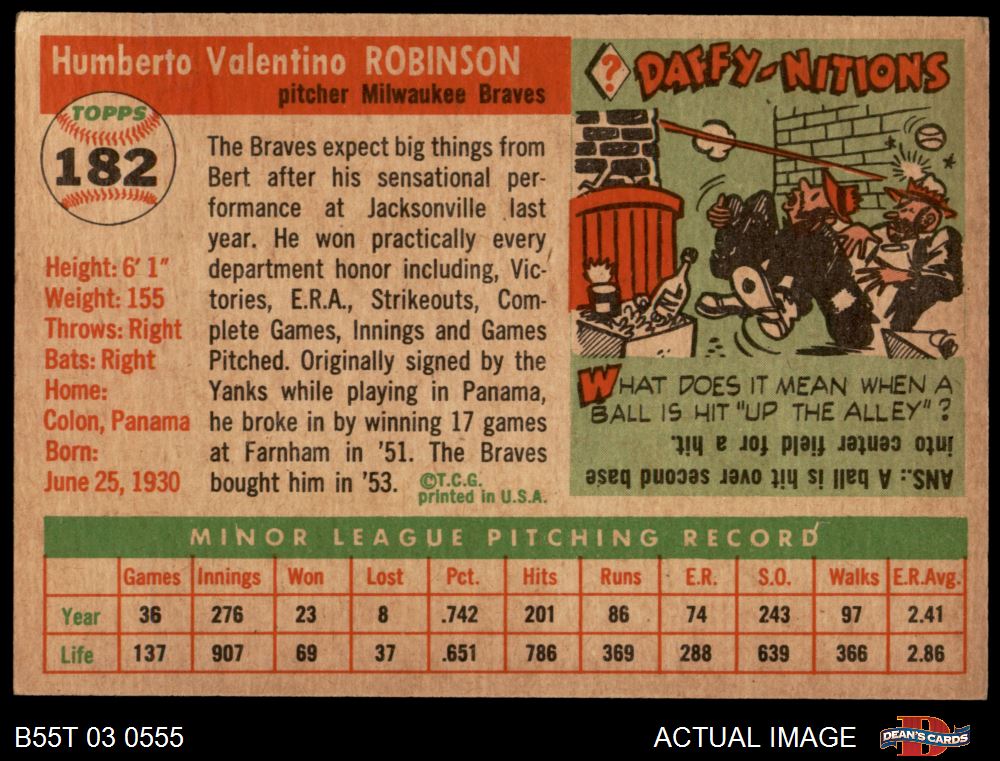 Humberto Valentino ROBINSON
pitcher Milwaukee Braves
TOPPS
182
Height: 6' 1"
Weight: 155
Throws: Right
Bats: Right
Home:
Colon, Panama
Born:
June 25, 1930
The Braves expect big things from
Bert after his sensational per-
formance at Jacksonville last
year. He won practically every
department honor including, Vic-
tories, E.R.A., Strikeouts, Com-
plete Games, Innings and Games
Pitched. Originally signed by the
Yanks while playing in Panama,
he broke in by winning 17 games
at Farnham in '51. The Braves
bought him in '53.
©T.C.G.
printed in U.S.A.
?
DAFFY-NITIONS
NL
WHAT DOES IT MEAN WHEN A
BALL IS HIT "UP THE ALLEY"?
ANS.: A ball is hit over second base
into center field for a hit.
MINOR LEAGUE PITCHING RECORD
Games Innings Won Lost Pct. Hits Runs E.R. S.O. Walks E.R.Avg.
Year 36 276 23 8 .742 201 86 74 243 97 2.41
Life 137 907 69 37 .651 786 369 288 639 366 2.86
B55T 03 0555
ACTUAL IMAGE
DEAN'S CARDS